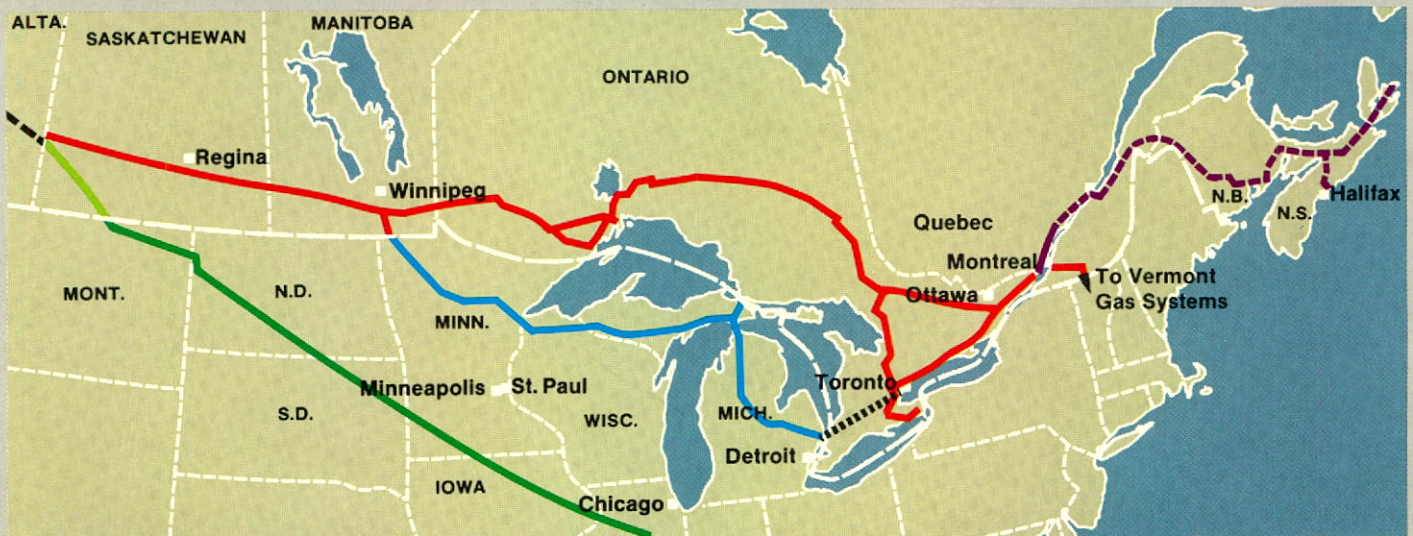 ALTA.
SASKATCHEWAN
MANITOBA
ONTARIO
Regina
Winnipeg
Quebec
N.B.
N.S.
Halifax
Montreal
To Vermont
Gas Systems
Ottawa
MONT.
N.D.
MINN.
Minneapolis
St. Paul
Toronto
S.D.
WISC.
MICH.
Detroit
IOWA
Chicago